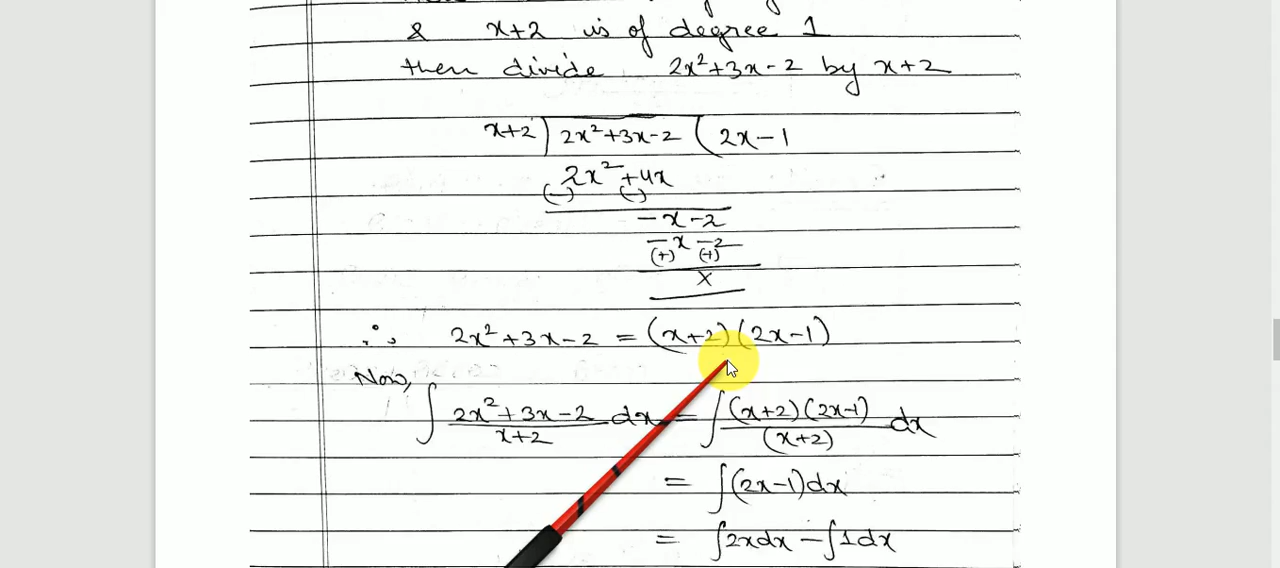 & x+2 is of degree 1
then divide 2x²+3x-2 by x+2
x+2 ) 2x²+3x-2 ( 2x-1
2x²+4x
(-) (-)
-x-2
-x -2
(+) (+)
x
∴ 2x²+3x-2 = (x+2)(2x-1)
Now,
∫ (2x²+3x-2)/(x+2) dx = ∫ (x+2)(2x-1)/(x+2) dx
= ∫(2x-1)dx
= ∫2xdx - ∫1dx